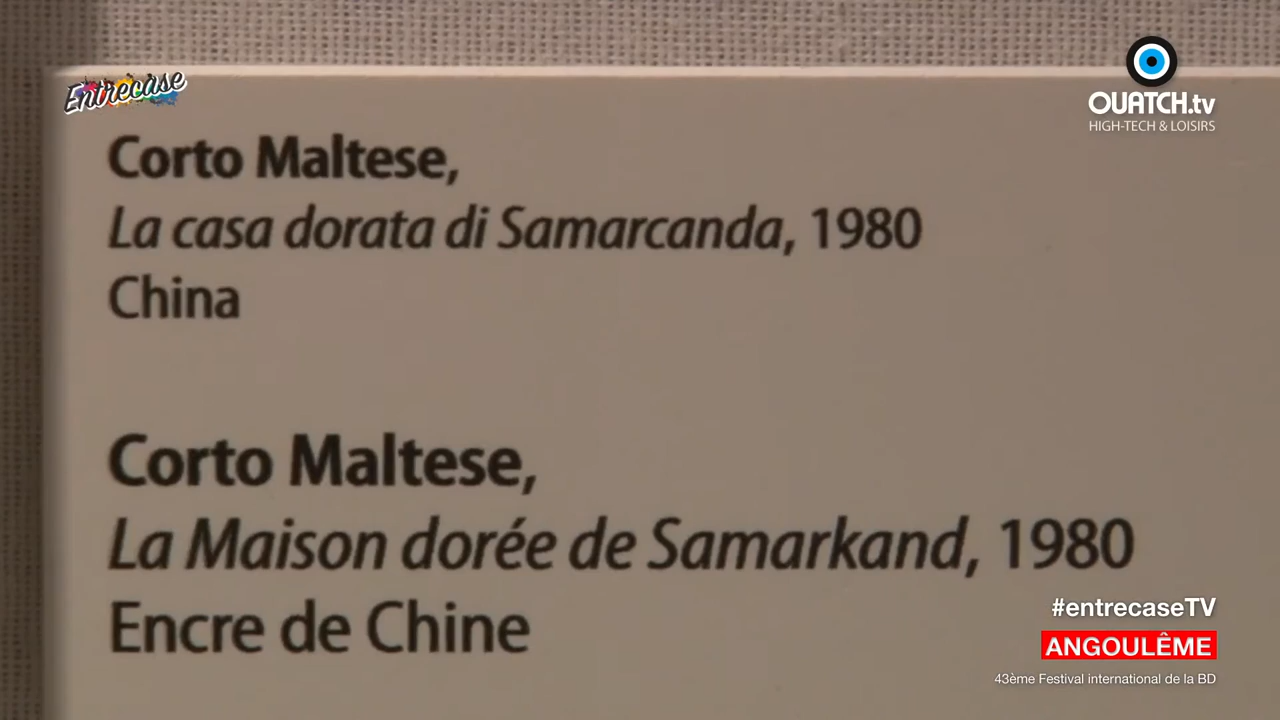 Entrecase
OUATCH.tv
HIGH-TECH & LOISIRS
Corto Maltese,
La casa dorata di Samarcanda, 1980
China
Corto Maltese,
La Maison dorée de Samarkand, 1980
Encre de Chine
#entrecaseTV
ANGOULÊME
43ème Festival international de la BD